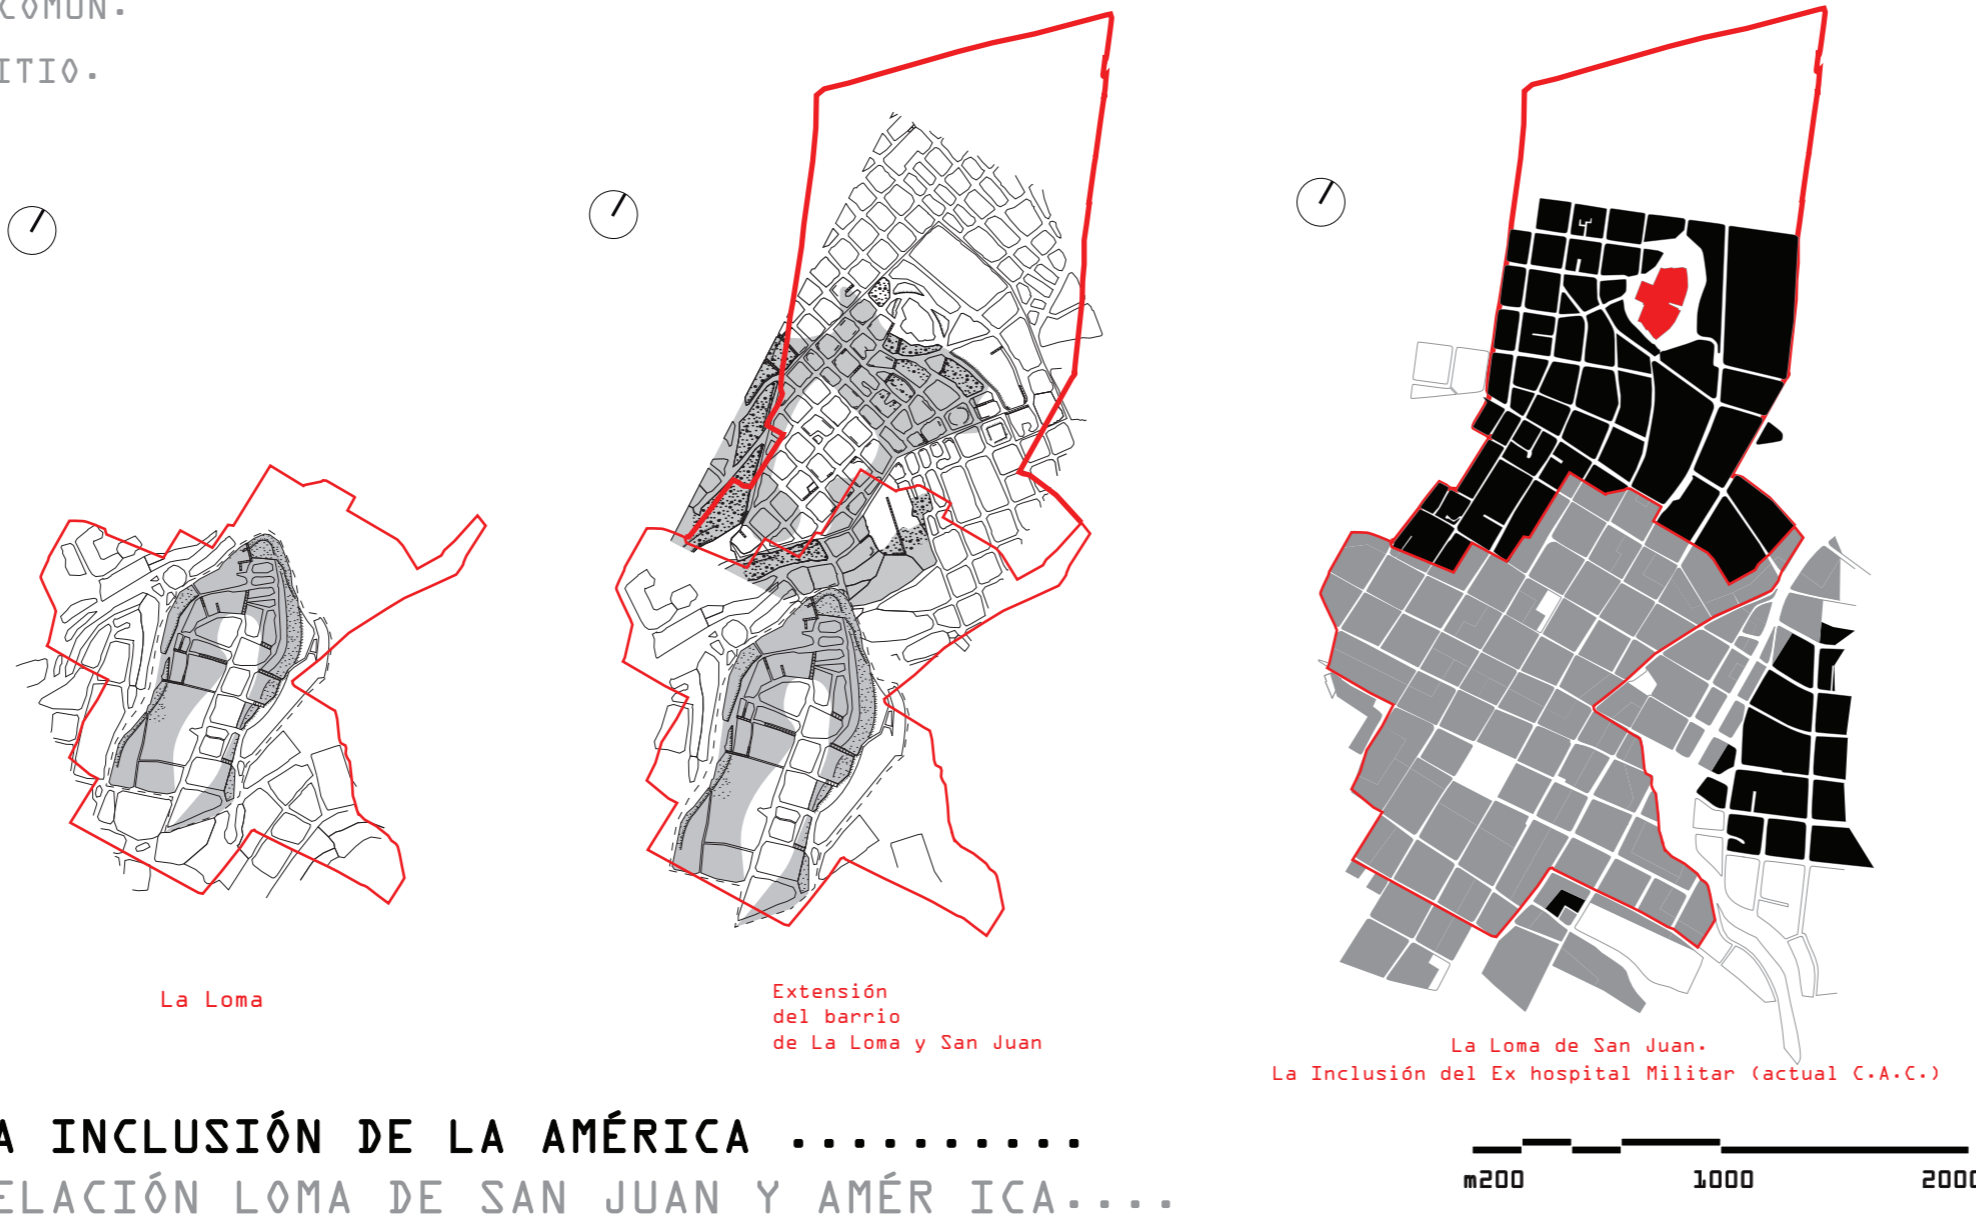 COMÚN.
ITIO.
La Loma
Extensión
del barrio
de La Loma y San Juan
La Loma de San Juan.
La Inclusión del Ex hospital Militar (actual C.A.C.)
A INCLUSIÓN DE LA AMÉRICA ..........
ELACIÓN LOMA DE SAN JUAN Y AMÉR ICA....
m200 1000 2000